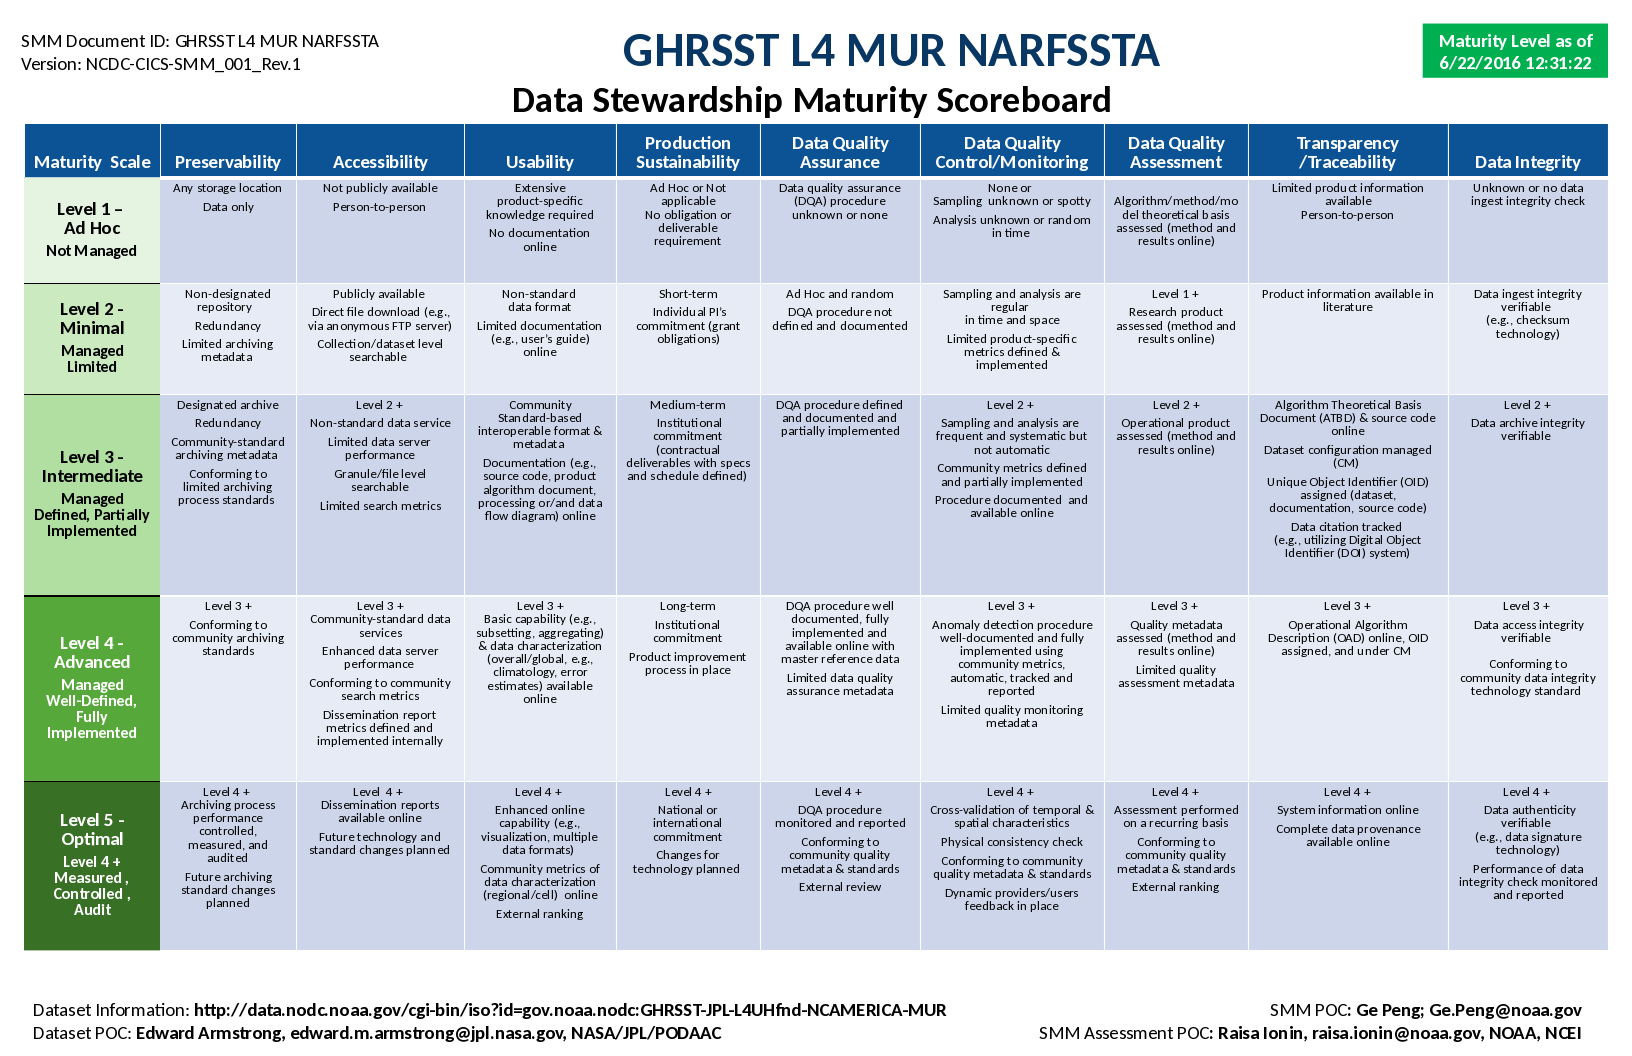 SMM Document ID: GHRSST L4 MUR NARFSSTA
Version: NCDC-CICS-SMM_001_Rev.1
GHRSST L4 MUR NARFSSTA
Data Stewardship Maturity Scoreboard
Maturity Level as of
6/22/2016 12:31:22
Maturity Scale
Preservability
Accessibility
Usability
Production
Sustainability
Data Quality
Assurance
Data Quality
Control/Monitoring
Data Quality
Assessment
Transparency
/Traceability
Data Integrity
Level 1 –
Ad Hoc
Not Managed
Any storage location
Data only
Not publicly available
Person-to-person
Extensive
product-specific
knowledge required
No documentation
online
Ad Hoc or Not
applicable
No obligation or
deliverable
requirement
Data quality assurance
(DQA) procedure
unknown or none
None or
Sampling unknown or spotty
Analysis unknown or random
in time
Algorithm/method/mo
del theoretical basis
assessed (method and
results online)
Limited product information
available
Person-to-person
Unknown or no data
ingest integrity check
Level 2 -
Minimal
Managed
Limited
Non-designated
repository
Redundancy
Limited archiving
metadata
Publicly available
Direct file download (e.g.,
via anonymous FTP server)
Collection/dataset level
searchable
Non-standard
data format
Limited documentation
(e.g., user's guide)
online
Short-term
Individual PI's
commitment (grant
obligations)
Ad Hoc and random
DQA procedure not
defined and documented
Sampling and analysis are
regular
in time and space
Limited product-specific
metrics defined &
implemented
Level 1 +
Research product
assessed (method and
results online)
Product information available in
literature
Data ingest integrity
verifiable
(e.g., checksum
technology)
Level 3 -
Intermediate
Managed
Defined, Partially
Implemented
Designated archive
Redundancy
Community-standard
archiving metadata
Conforming to
limited archiving
process standards
Level 2 +
Non-standard data service
Limited data server
performance
Granule/file level
searchable
Limited search metrics
Community
Standard-based
interoperable format &
metadata
Documentation (e.g.,
source code, product
algorithm document,
processing or/and data
flow diagram) online
Medium-term
Institutional
commitment
(contractual
deliverables with specs
and schedule defined)
DQA procedure defined
and documented and
partially implemented
Level 2 +
Sampling and analysis are
frequent and systematic but
not automatic
Community metrics defined
and partially implemented
Procedure documented and
available online
Level 2 +
Operational product
assessed (method and
results online)
Algorithm Theoretical Basis
Document (ATBD) & source code
online
Dataset configuration managed
(CM)
Unique Object Identifier (OID)
assigned (dataset,
documentation, source code)
Data citation tracked
(e.g., utilizing Digital Object
Identifier (DOI) system)
Level 2 +
Data archive integrity
verifiable
Level 4 -
Advanced
Managed
Well-Defined,
Fully
Implemented
Level 3 +
Conforming to
community archiving
standards
Level 3 +
Community-standard data
services
Enhanced data server
performance
Conforming to community
search metrics
Dissemination report
metrics defined and
implemented internally
Level 3 +
Basic capability (e.g.,
subsetting, aggregating)
& data characterization
(overall/global, e.g.,
climatology, error
estimates) available
online
Long-term
Institutional
commitment
Product improvement
process in place
DQA procedure well
documented, fully
implemented and
available online with
master reference data
Limited data quality
assurance metadata
Level 3 +
Anomaly detection procedure
well-documented and fully
implemented using
community metrics,
automatic, tracked and
reported
Limited quality monitoring
metadata
Level 3 +
Quality metadata
assessed (method and
results online)
Limited quality
assessment metadata
Level 3 +
Operational Algorithm
Description (OAD) online, OID
assigned, and under CM
Level 3 +
Data access integrity
verifiable
Conforming to
community data integrity
technology standard
Level 5 -
Optimal
Level 4 +
Measured ,
Controlled ,
Audit
Level 4 +
Archiving process
performance
controlled,
measured, and
audited
Future archiving
standard changes
planned
Level 4 +
Dissemination reports
available online
Future technology and
standard changes planned
Level 4 +
Enhanced online
capability (e.g.,
visualization, multiple
data formats)
Community metrics of
data characterization
(regional/cell) online
External ranking
Level 4 +
National or
international
commitment
Changes for
technology planned
Level 4 +
DQA procedure
monitored and reported
Conforming to
community quality
metadata & standards
External review
Level 4 +
Cross-validation of temporal &
spatial characteristics
Physical consistency check
Conforming to community
quality metadata & standards
Dynamic providers/users
feedback in place
Level 4 +
Assessment performed
on a recurring basis
Conforming to
community quality
metadata & standards
External ranking
Level 4 +
System information online
Complete data provenance
available online
Level 4 +
Data authenticity
verifiable
(e.g., data signature
technology)
Performance of data
integrity check monitored
and reported
Dataset Information: http://data.nodc.noaa.gov/cgi-bin/iso?id=gov.noaa.nodc:GHRSST-JPL-L4UHfnd-NCAMERICA-MUR
Dataset POC: Edward Armstrong, edward.m.armstrong@jpl.nasa.gov, NASA/JPL/PODAAC
SMM POC: Ge Peng; Ge.Peng@noaa.gov
SMM Assessment POC: Raisa Ionin, raisa.ionin@noaa.gov, NOAA, NCEI